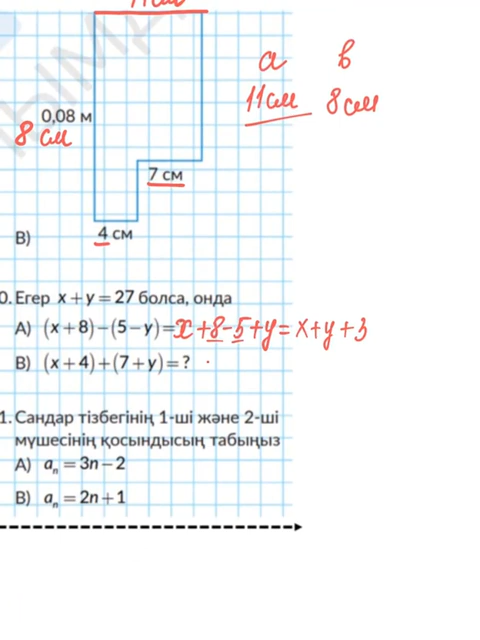 11см
a в
11см 8см
0,08 м
8 см
7 см
B) 4 см
0. Егер x + y = 27 болса, онда
A) (x + 8) − (5 − y) = x + 8 - 5 + y = x + y + 3
B) (x + 4) + (7 + y) = ?
1. Сандар тізбегінің 1-ші және 2-ші
мүшесінің қосындысың табыңыз
A) aₙ = 3n − 2
B) aₙ = 2n + 1